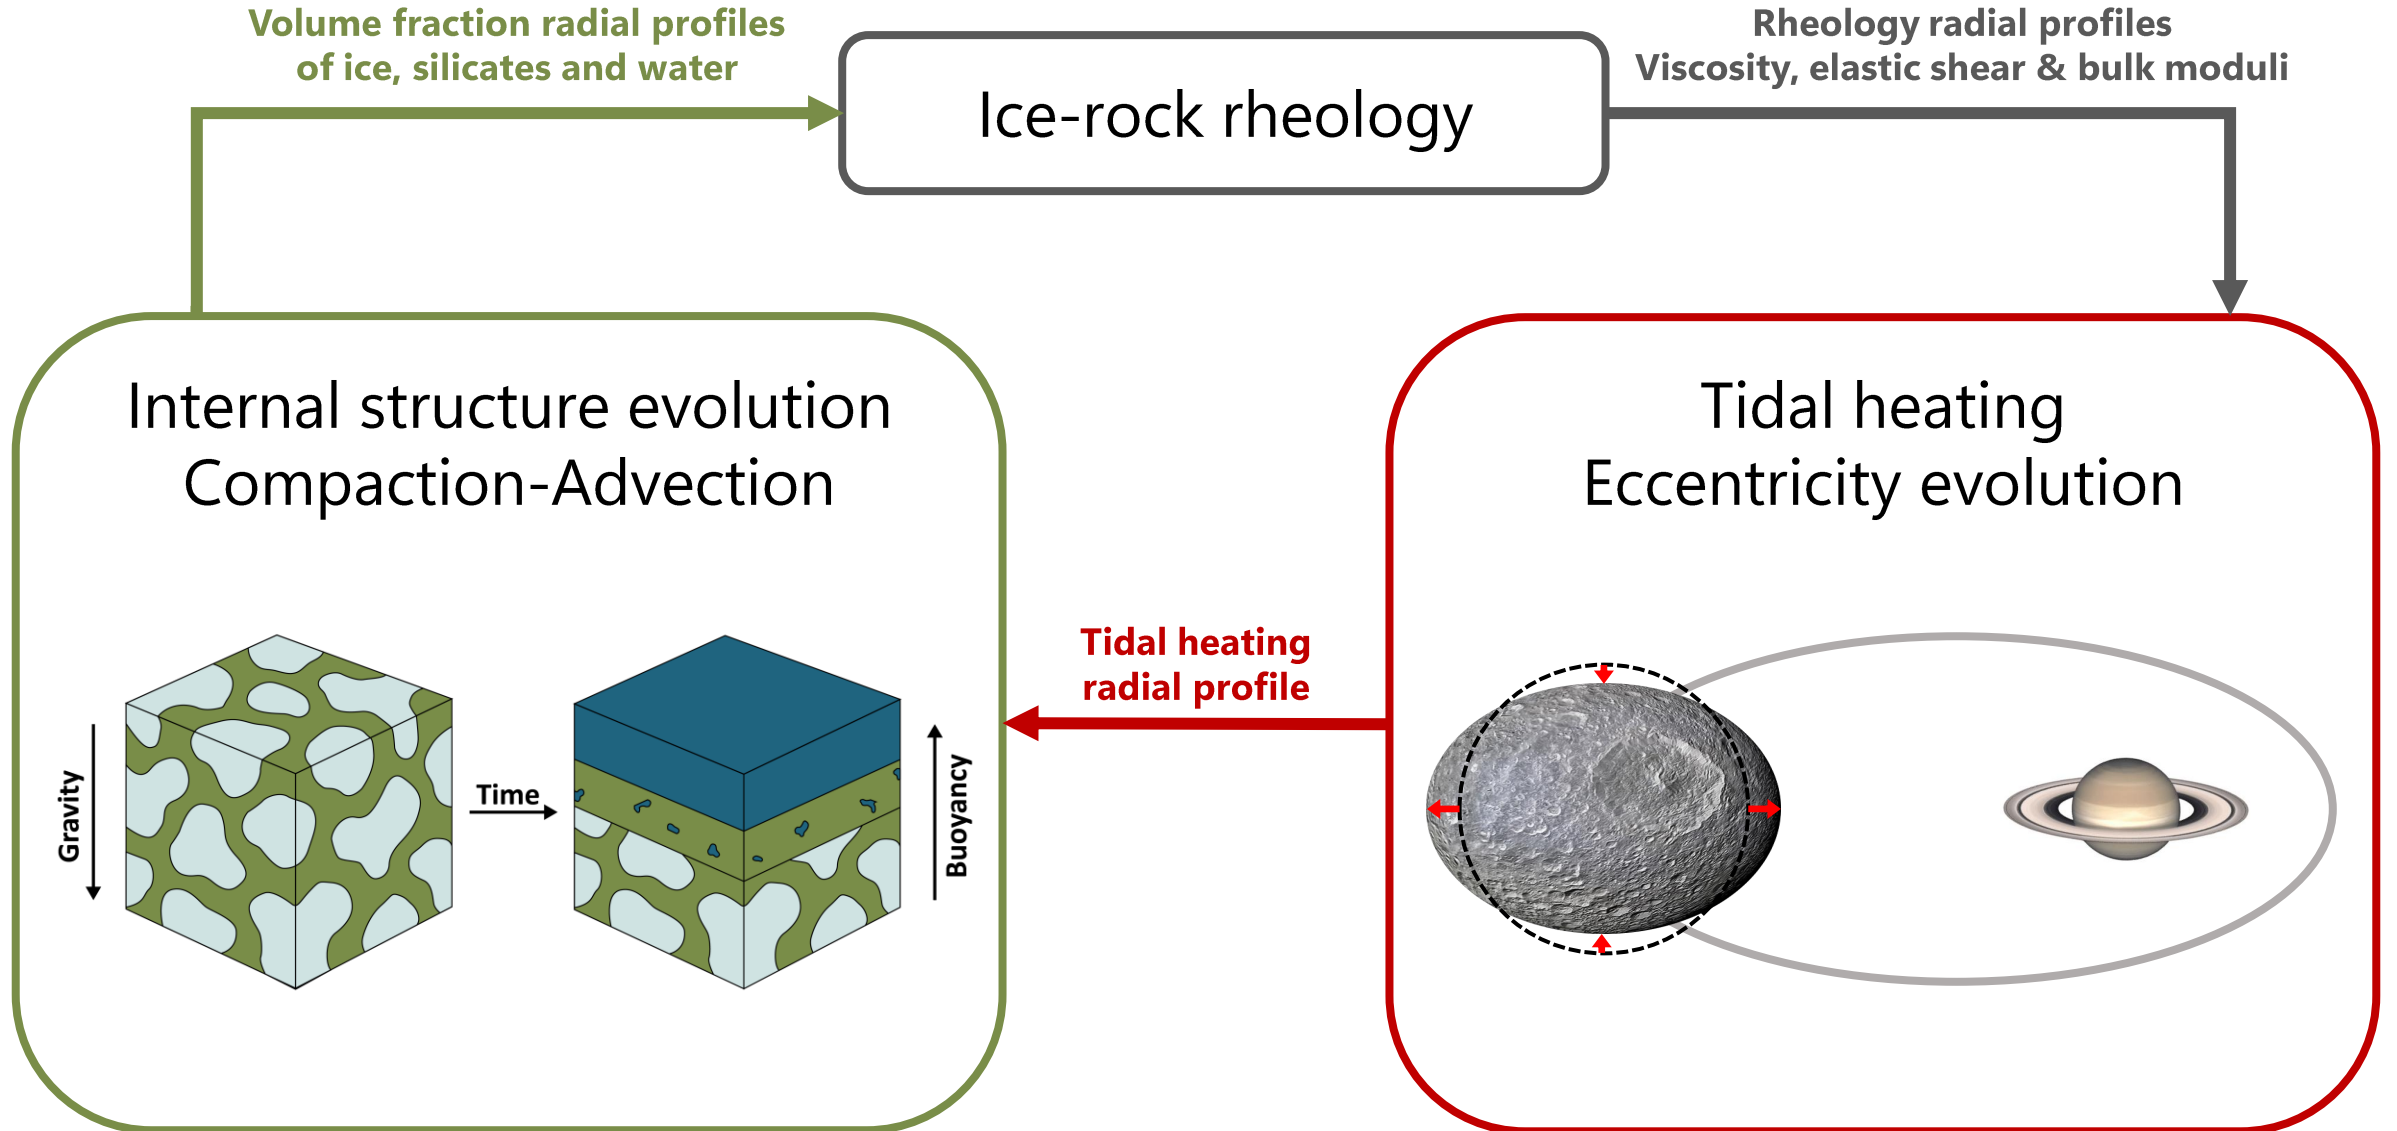 Volume fraction radial profiles
of ice, silicates and water
Ice-rock rheology
Rheology radial profiles
Viscosity, elastic shear & bulk moduli
Internal structure evolution
Compaction-Advection
Gravity
Time
Buoyancy
Tidal heating
radial profile
Tidal heating
Eccentricity evolution